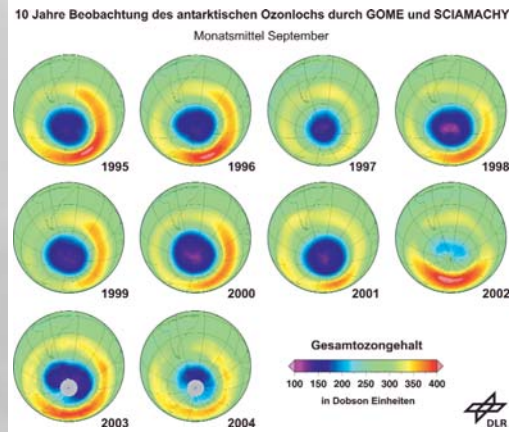 10 Jahre Beobachtung des antarktischen Ozonlochs durch GOME und SCIAMACHY
Monatsmittel September
1995
1996
1997
1998
1999
2000
2001
2002
2003
2004
Gesamtozongehalt
100 150 200 250 300 350 400
in Dobson Einheiten
DLR